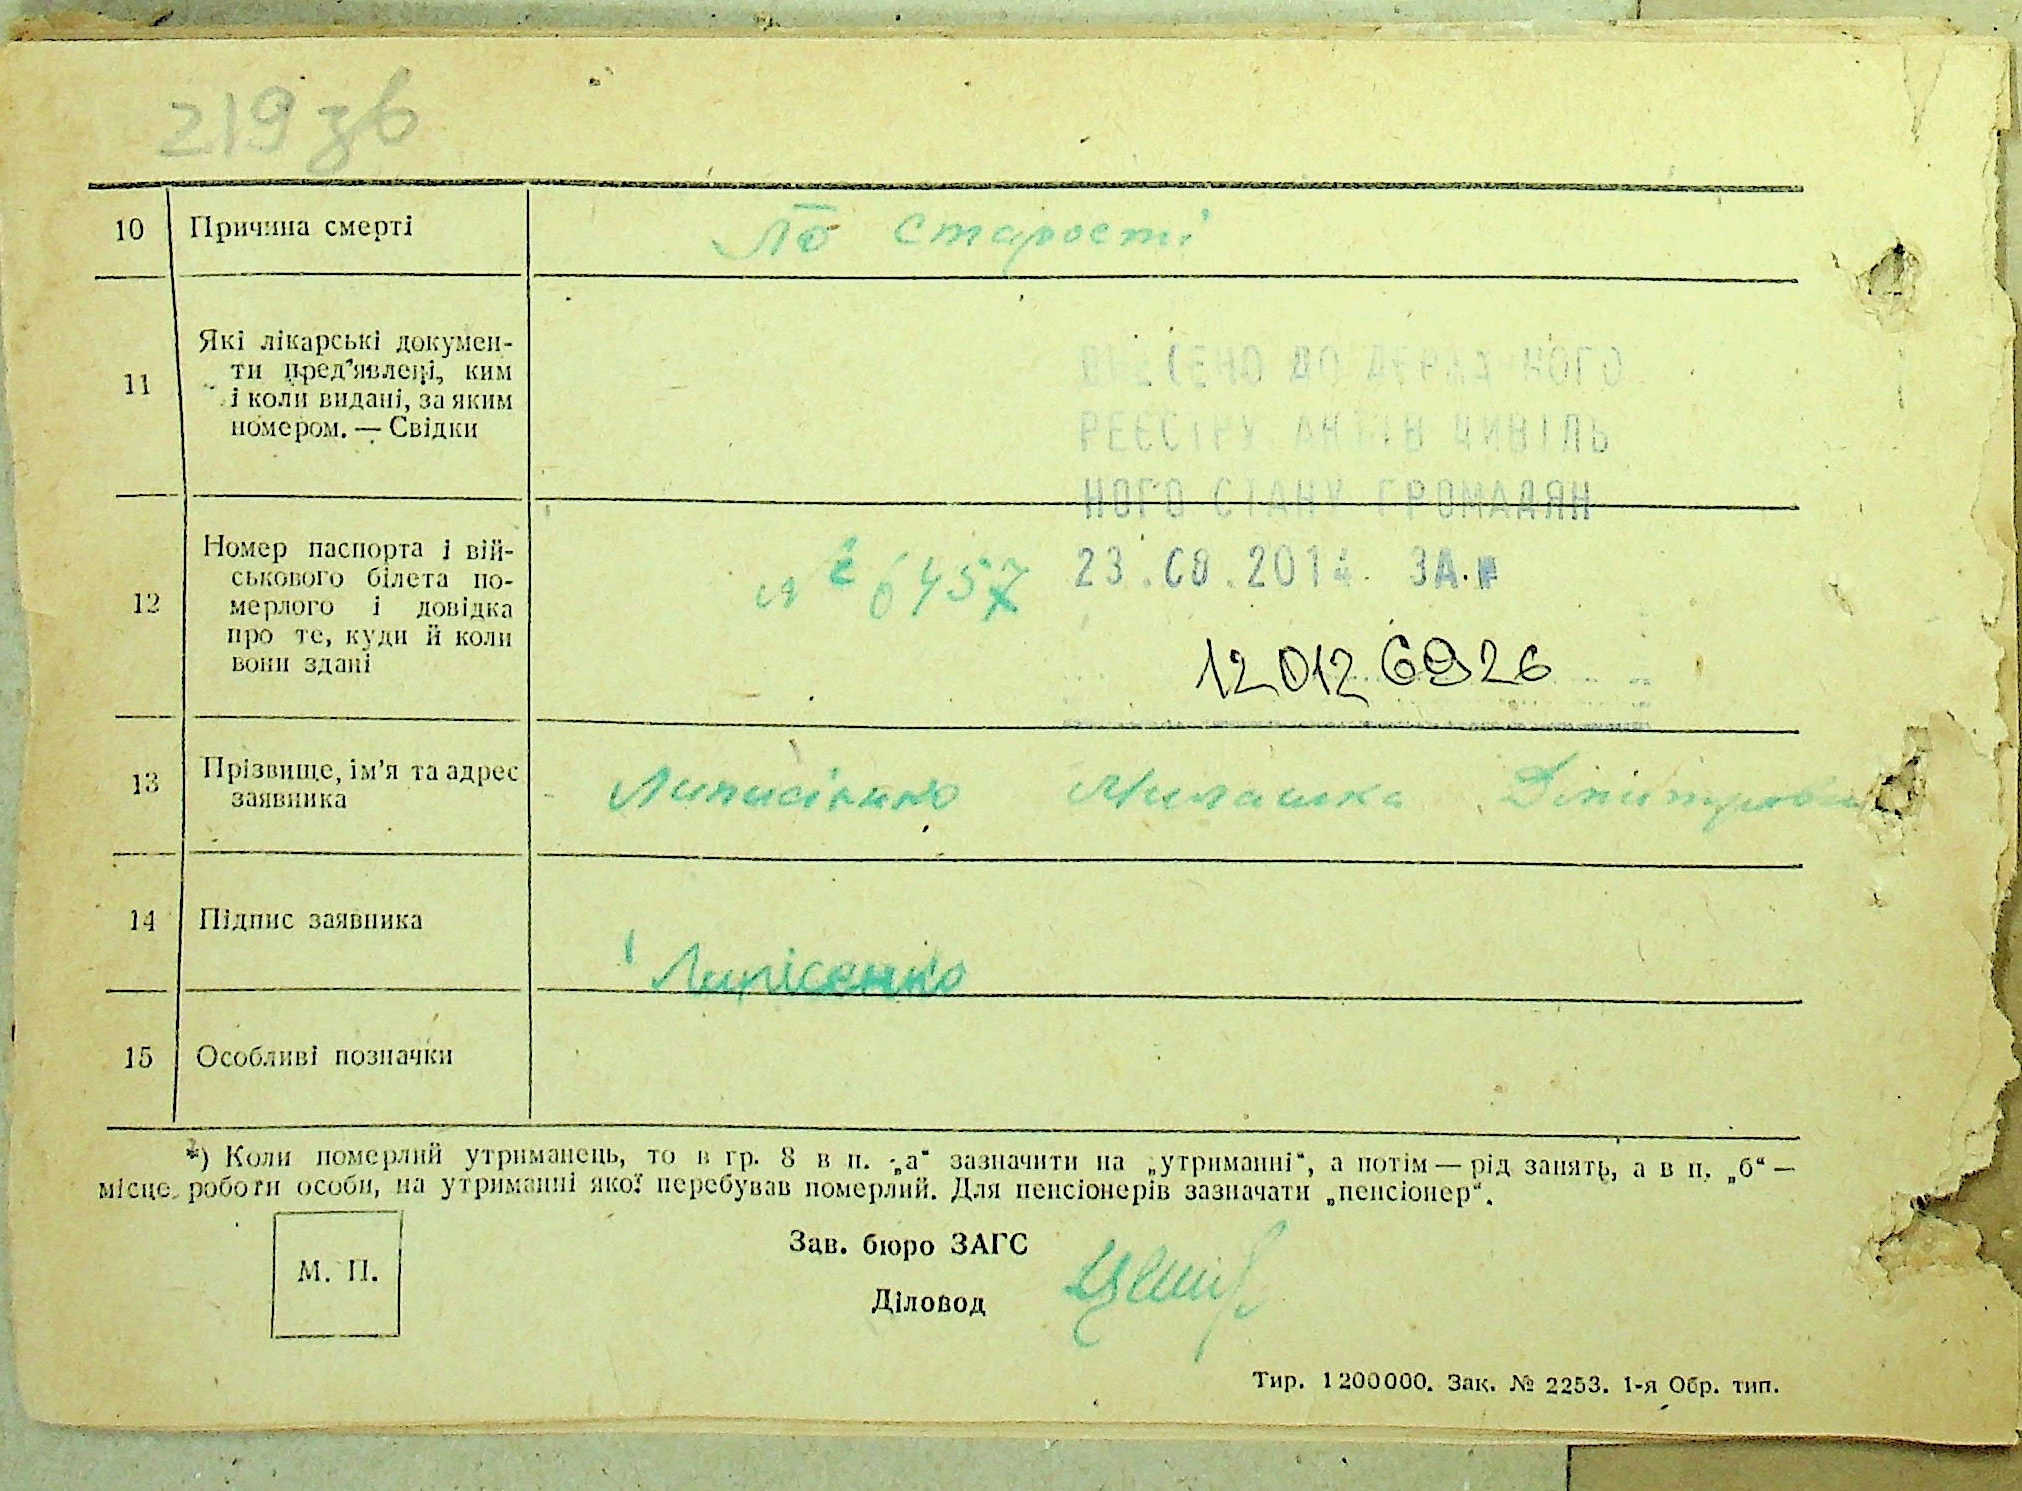 219 зв
10 Причина смерті По старості
11 Які лікарські докумен-
ти пред'явлені, ким
і коли видані, за яким
номером. — Свідки
ВНЕСЕНО ДО ДЕРЖАВНОГО
РЕЄСТРУ АКТІВ ЦИВІЛЬ
НОГО СТАНУ ГРОМАДЯН
23.09.2014 ЗА №
12012 6926
12 Номер паспорта і вій-
ськового білета по-
мерлого і довідка
про те, куди й коли
вони здані
№ 6457
13 Прізвище, ім'я та адрес
заявника
14 Підпис заявника
Липісенко
15 Особливі позначки
*) Коли померлий утриманець, то в гр. 8 в п. „а“ зазначити на „утриманні“, а потім — рід занять, а в п. „б“ —
місце роботи особи, на утриманні якої перебував померлий. Для пенсіонерів зазначати „пенсіонер“.
М. П.
Зав. бюро ЗАГС
Діловод
Тир. 1200000. Зак. № 2253. 1-я Обр. тип.